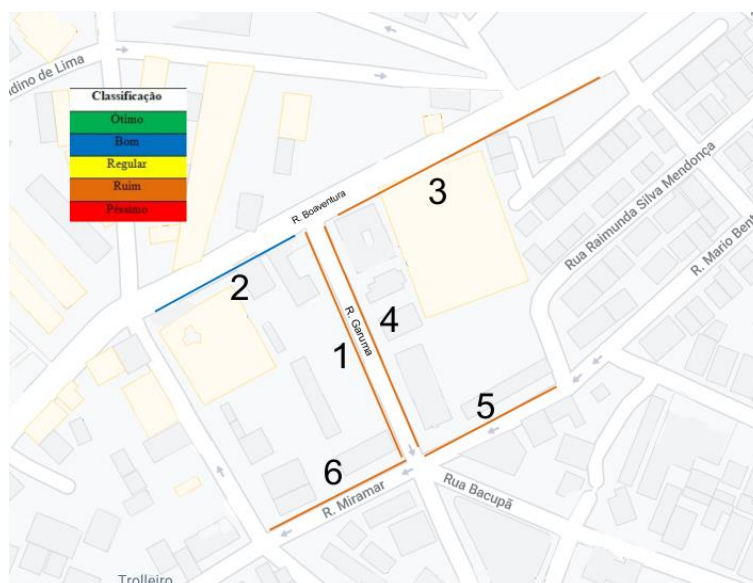 dino de Lima
Classificação
Ótimo
Bom
Regular
Ruim
Péssimo
R. Boaventura
3
Rua Raimunda Silva Mendonça
R. Mario Bent
2
4
R. Garuma
1
5
6
R. Miramar
Rua Bacupã
Trolleiro